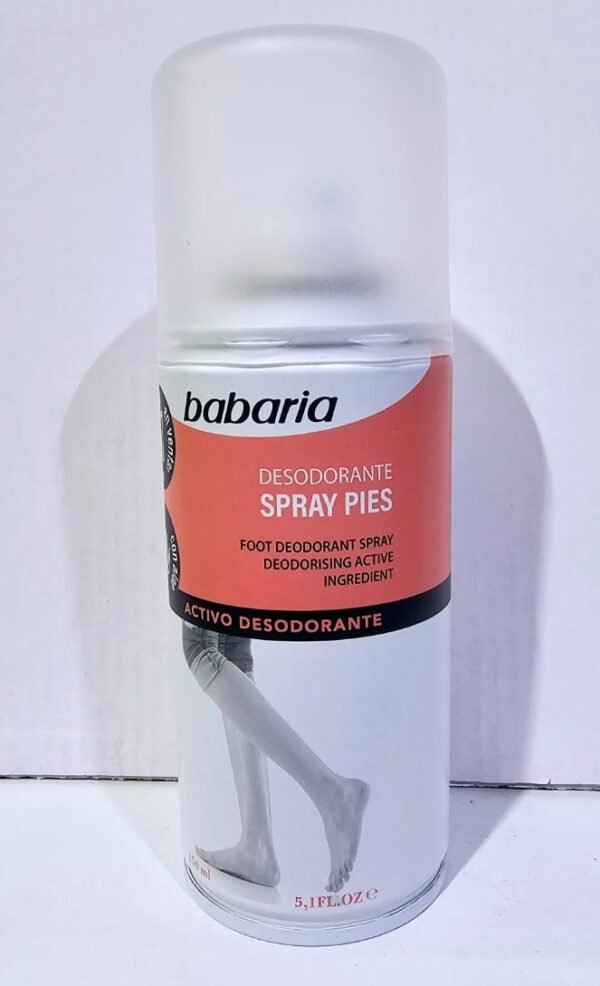 babaria
DESODORANTE
SPRAY PIES
FOOT DEODORANT SPRAY
DEODORISING ACTIVE
INGREDIENT
ACTIVO DESODORANTE
150 ml
5,1FL.OZ ℮